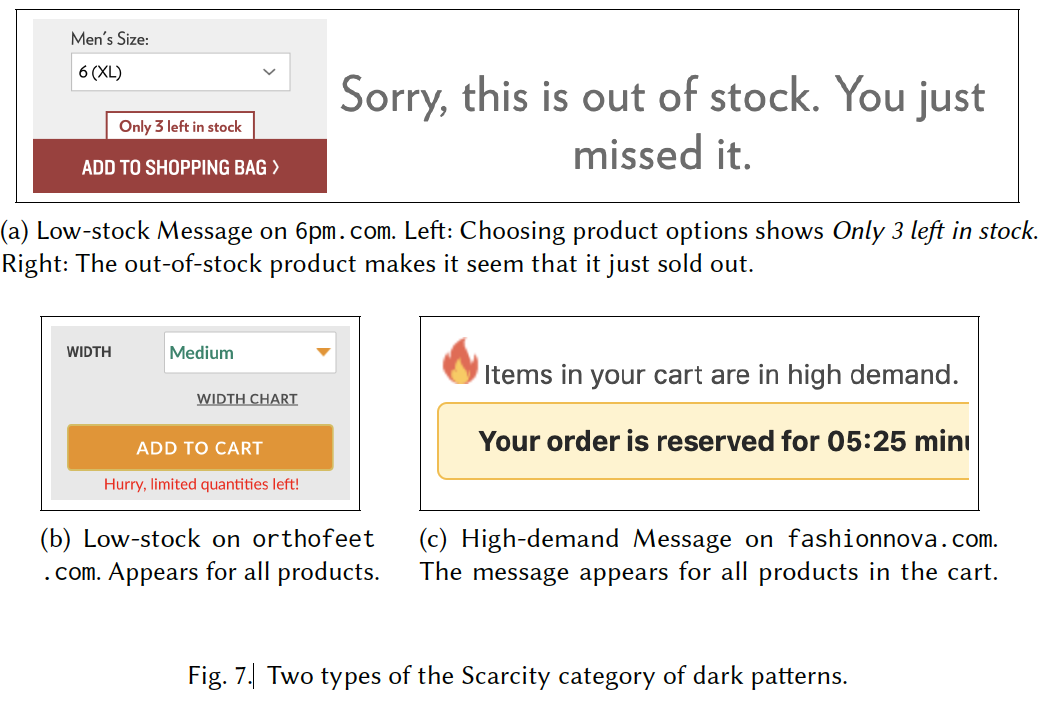 Men's Size:
6 (XL)
Only 3 left in stock
ADD TO SHOPPING BAG ›
Sorry, this is out of stock. You just
missed it.
(a) Low-stock Message on 6pm.com. Left: Choosing product options shows Only 3 left in stock.
Right: The out-of-stock product makes it seem that it just sold out.
WIDTH
Medium
WIDTH CHART
ADD TO CART
Hurry, limited quantities left!
(b) Low-stock on orthofeet
.com. Appears for all products.
Items in your cart are in high demand.
Your order is reserved for 05:25
(c) High-demand Message on fashionnova.com.
The message appears for all products in the cart.
Fig. 7. Two types of the Scarcity category of dark patterns.